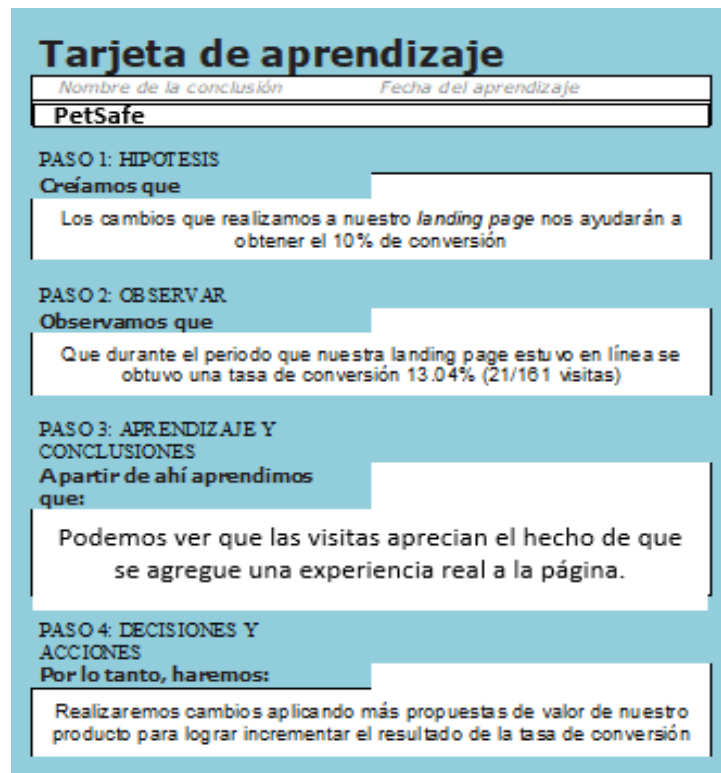 Tarjeta de aprendizaje
Nombre de la conclusión Fecha del aprendizaje
PetSafe
PASO 1: HIPOTESIS
Creíamos que
Los cambios que realizamos a nuestro landing page nos ayudarán a
obtener el 10% de conversión
PASO 2: OBSERVAR
Observamos que
Que durante el periodo que nuestra landing page estuvo en línea se
obtuvo una tasa de conversión 13.04% (21/161 visitas)
PASO 3: APRENDIZAJE Y
CONCLUSIONES
A partir de ahí aprendimos
que:
Podemos ver que las visitas aprecian el hecho de que
se agregue una experiencia real a la página.
PASO 4: DECISIONES Y
ACCIONES
Por lo tanto, haremos:
Realizaremos cambios aplicando más propuestas de valor de nuestro
producto para lograr incrementar el resultado de la tasa de conversión